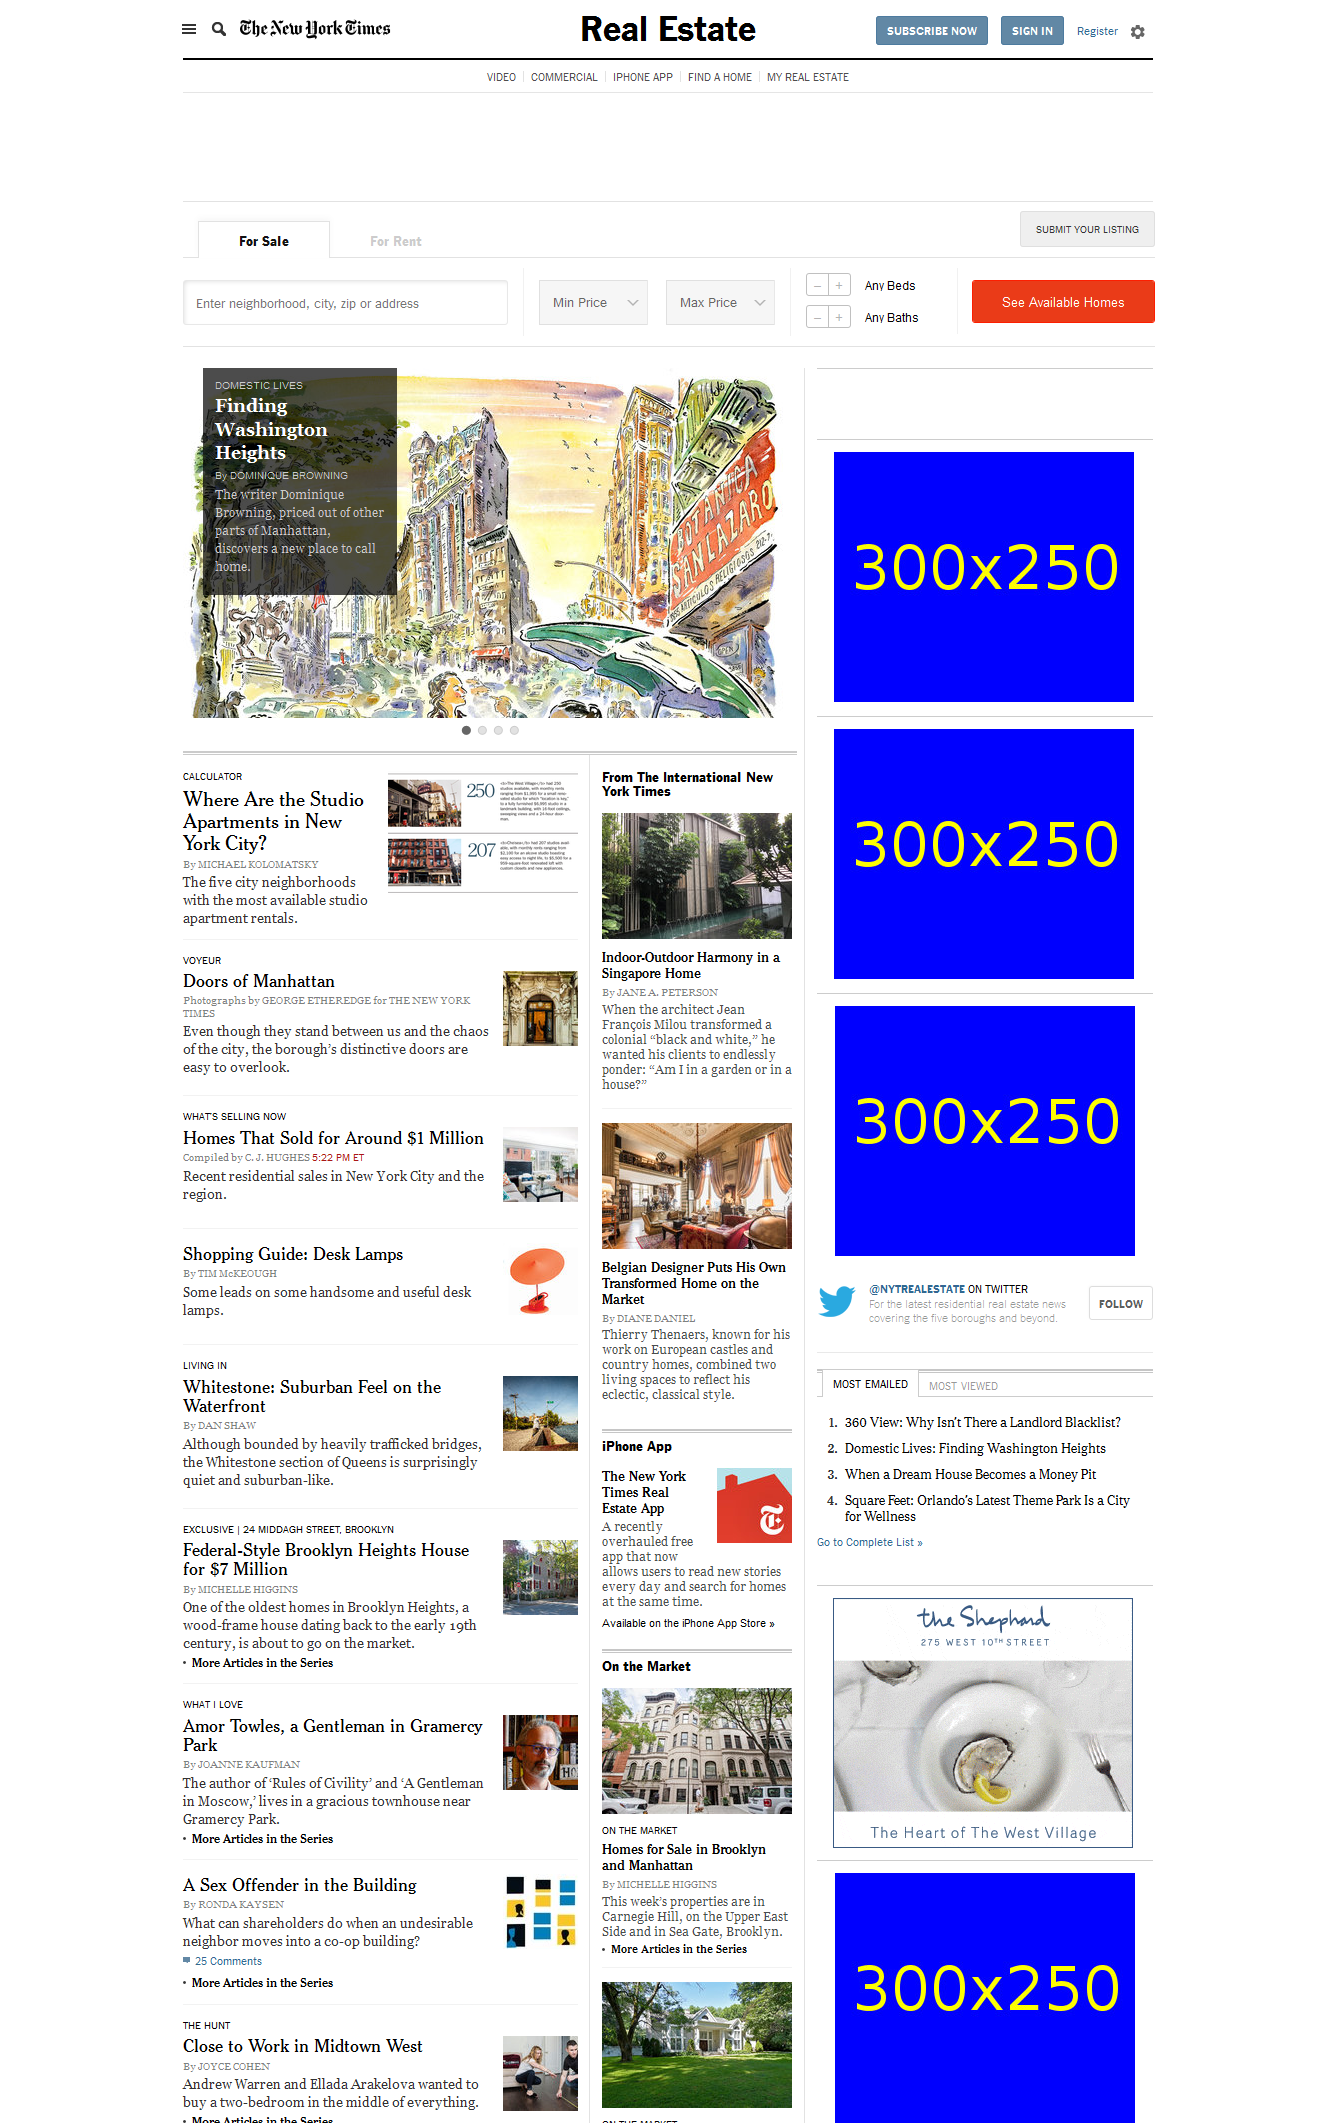 The New York Times
Real Estate
SUBSCRIBE NOW
SIGN IN
Register
VIDEO
COMMERCIAL
IPHONE APP
FIND A HOME
MY REAL ESTATE
For Sale
For Rent
SUBMIT YOUR LISTING
Enter neighborhood, city, zip or address
Min Price
Max Price
– +
Any Beds
– +
Any Baths
See Available Homes
DOMESTIC LIVES
Finding
Washington
Heights
By DOMINIQUE BROWNING
The writer Dominique
Browning, priced out of other
parts of Manhattan,
discovers a new place to call
home.
BOTANICA
SAN LAZARO
CALCULATOR
Where Are the Studio
Apartments in New
York City?
By MICHAEL KOLOMATSKY
The five city neighborhoods
with the most available studio
apartment rentals.
250
207
VOYEUR
Doors of Manhattan
Photographs by GEORGE ETHEREDGE for THE NEW YORK
TIMES
Even though they stand between us and the chaos
of the city, the borough’s distinctive doors are
easy to overlook.
WHAT'S SELLING NOW
Homes That Sold for Around $1 Million
Compiled by C. J. HUGHES 5:22 PM ET
Recent residential sales in New York City and the
region.
Shopping Guide: Desk Lamps
By TIM McKEOUGH
Some leads on some handsome and useful desk
lamps.
LIVING IN
Whitestone: Suburban Feel on the
Waterfront
By DAN SHAW
Although bounded by heavily trafficked bridges,
the Whitestone section of Queens is surprisingly
quiet and suburban-like.
EXCLUSIVE | 24 MIDDAGH STREET, BROOKLYN
Federal-Style Brooklyn Heights House
for $7 Million
By MICHELLE HIGGINS
One of the oldest homes in Brooklyn Heights, a
wood-frame house dating back to the early 19th
century, is about to go on the market.
• More Articles in the Series
WHAT I LOVE
Amor Towles, a Gentleman in Gramercy
Park
By JOANNE KAUFMAN
The author of ‘Rules of Civility’ and ‘A Gentleman
in Moscow,’ lives in a gracious townhouse near
Gramercy Park.
• More Articles in the Series
A Sex Offender in the Building
By RONDA KAYSEN
What can shareholders do when an undesirable
neighbor moves into a co-op building?
25 Comments
• More Articles in the Series
THE HUNT
Close to Work in Midtown West
By JOYCE COHEN
Andrew Warren and Ellada Arakelova wanted to
buy a two-bedroom in the middle of everything.
• More Articles in the Series
From The International New
York Times
Indoor-Outdoor Harmony in a
Singapore Home
By JANE A. PETERSON
When the architect Jean
François Milou transformed a
colonial “black and white,” he
wanted his clients to endlessly
ponder: “Am I in a garden or in a
house?”
Belgian Designer Puts His Own
Transformed Home on the
Market
By DIANE DANIEL
Thierry Thenaers, known for his
work on European castles and
country homes, combined two
living spaces to reflect his
eclectic, classical style.
iPhone App
The New York
Times Real
Estate App
A recently
overhauled free
app that now
allows users to read new stories
every day and search for homes
at the same time.
Available on the iPhone App Store »
On the Market
ON THE MARKET
Homes for Sale in Brooklyn
and Manhattan
By MICHELLE HIGGINS
This week’s properties are in
Carnegie Hill, on the Upper East
Side and in Sea Gate, Brooklyn.
• More Articles in the Series
ON THE MARKET
300x250
300x250
300x250
@NYTREALESTATE ON TWITTER
For the latest residential real estate news
covering the five boroughs and beyond.
FOLLOW
MOST EMAILED
MOST VIEWED
1. 360 View: Why Isn’t There a Landlord Blacklist?
2. Domestic Lives: Finding Washington Heights
3. When a Dream House Becomes a Money Pit
4. Square Feet: Orlando’s Latest Theme Park Is a City
for Wellness
Go to Complete List »
the Shephard
275 WEST 10TH STREET
The Heart of The West Village
300x250